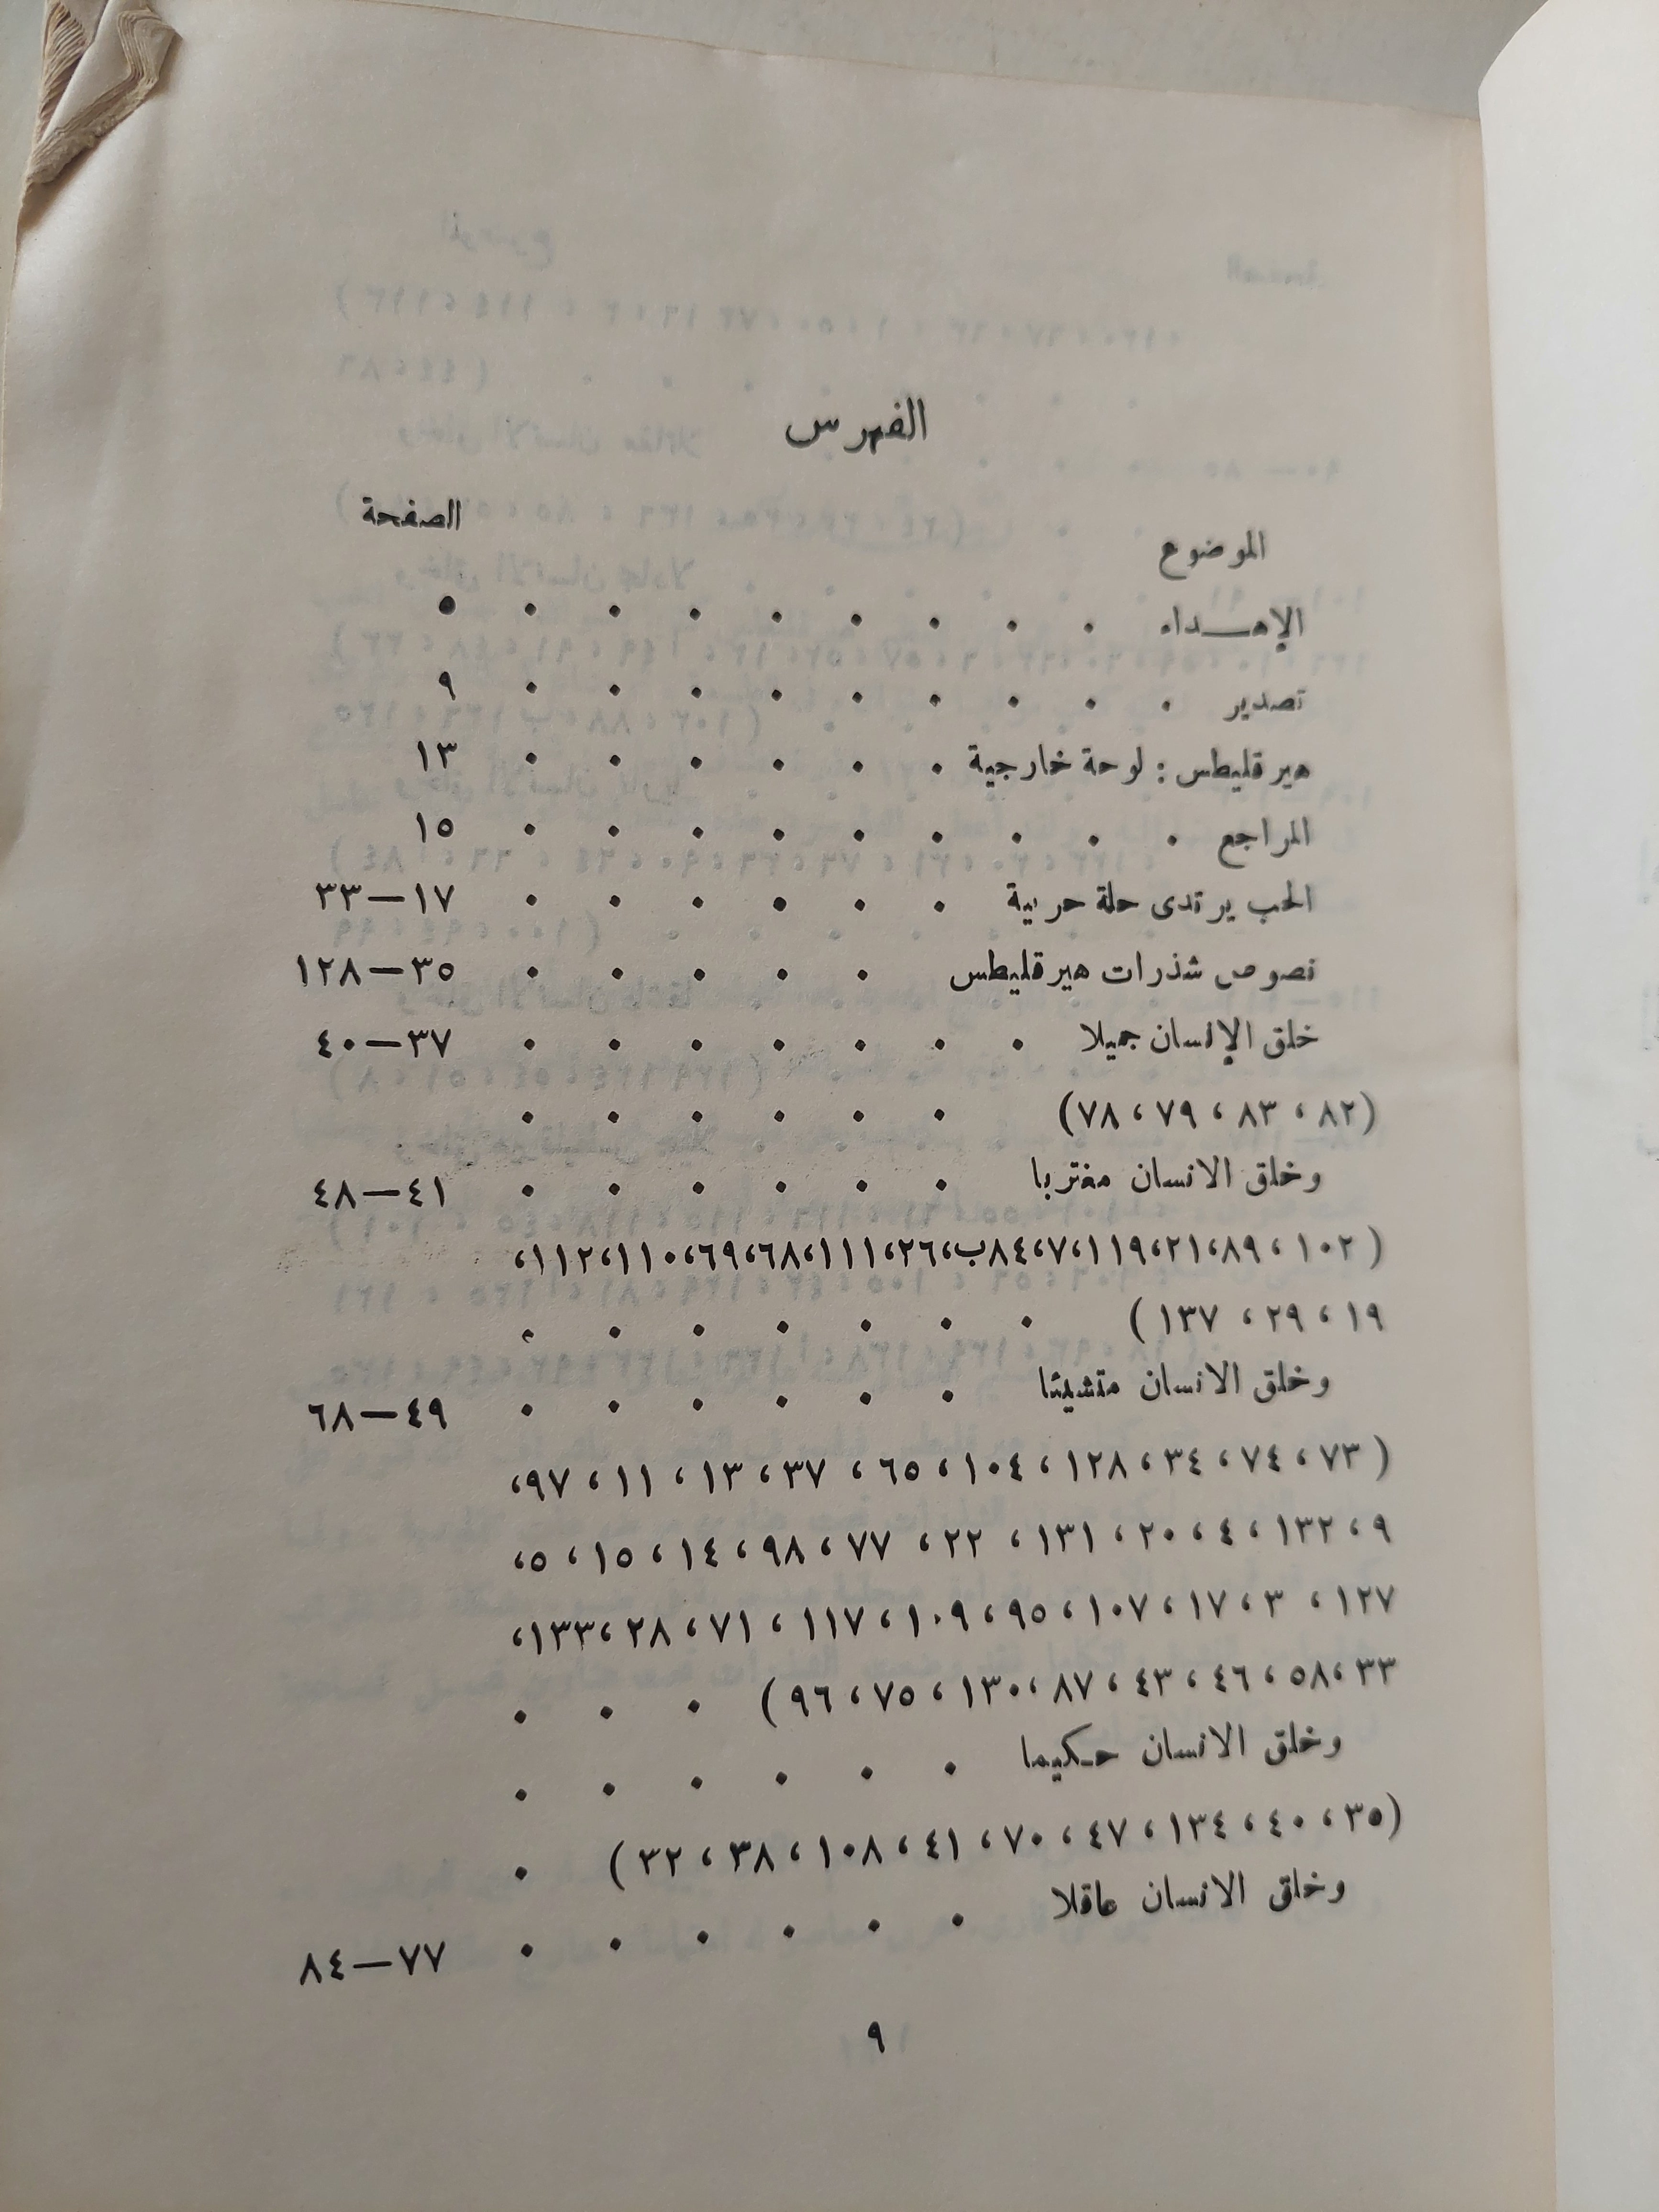 الفهرس
الموضوع الصفحة
الإهــداء . . . . . . . . ٥
تصدير . . . . . . . . . ٩
هيرقليطس : لوحة خارجية . . . . . . ١٣
المراجع . . . . . . . . . ١٥
الحب يرتدى حلة حربية . . . . . . ١٧—٣٣
نصوص شذرات هيرقليطس . . . . . ٣٥—١٢٨
خلق الإنسان جميلا . . . . . . . ٣٧—٤٠
(٨٢ ، ٨٣ ، ٧٩ ، ٧٨) . . . . . .
وخلق الانسان مغتربا . . . . . . ٤١—٤٨
( ١٠٢ ، ٨٩ ،٢١ ،١١٩ ،٧ ،٨٤ب ،٢٦ ،١١١ ،٦٨ ،٦٩ ،١١٠ ،١١٢ ،
١٩ ، ٢٩ ، ١٣٧ ) . . . . . . .
وخلق الانسان متشيئا . . . . . . ٤٩—٦٨
( ٧٣ ، ٧٤ ، ٣٤ ، ١٢٨ ، ١٠٤ ، ٦٥ ، ٣٧ ، ١٣ ، ١١ ، ٩٧ ،
٩ ، ١٣٢ ، ٤ ، ٢٠ ، ١٣١ ، ٢٢ ، ٧٧ ، ٩٨ ، ١٤ ، ١٥ ، ٥ ،
١٢٧ ، ٣ ، ١٧ ، ١٠٧ ، ٩٥ ، ١٠٩ ، ١١٧ ، ٧١ ، ٢٨ ، ١٣٣ ،
٣٣ ، ٥٨ ، ٤٦ ، ٤٣ ، ٨٧ ، ١٣٠ ، ٧٥ ، ٩٦ ) . . .
وخلق الانسان حكيما . . . . . .
(٣٥ ، ٤٠ ، ١٣٤ ، ٤٧ ، ٧٠ ، ٤١ ، ١٠٨ ، ٣٨ ، ٣٢ ) .
وخلق الانسان عاقلا . . . . . . ٧٧—٨٤
٩